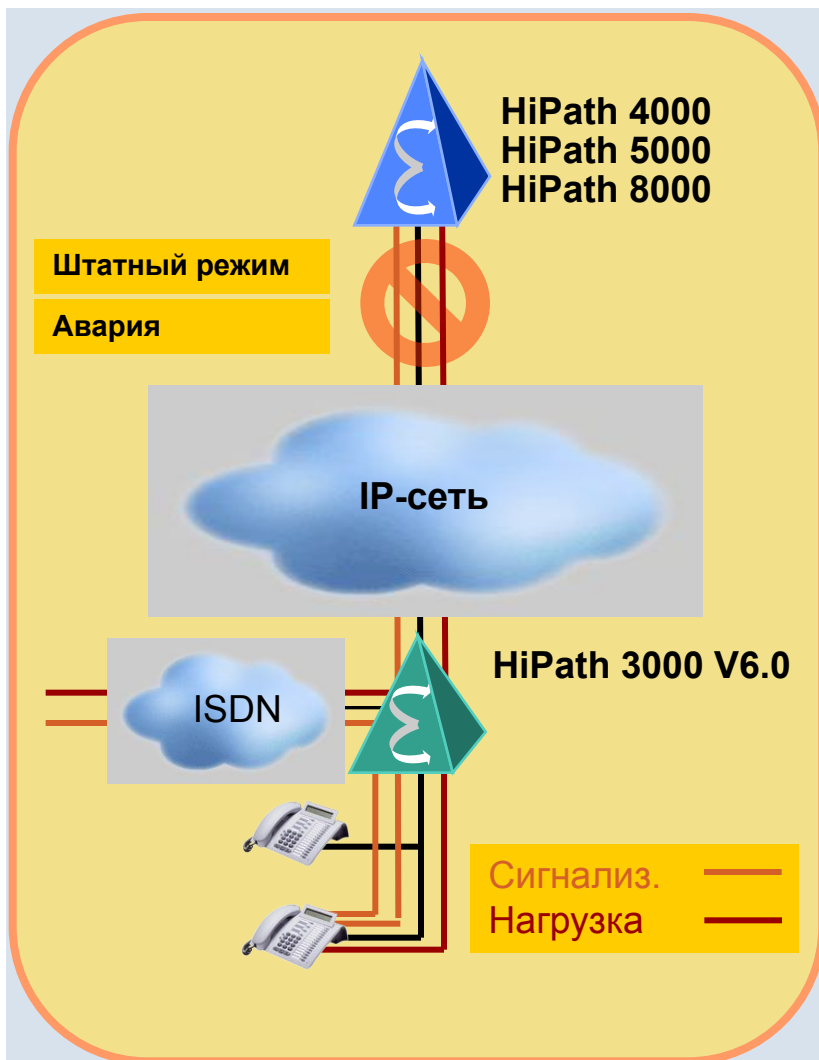 HiPath 4000
HiPath 5000
HiPath 8000
Штатный режим
Авария
IP-сеть
HiPath 3000 V6.0
ISDN
Сигнализ.
Нагрузка